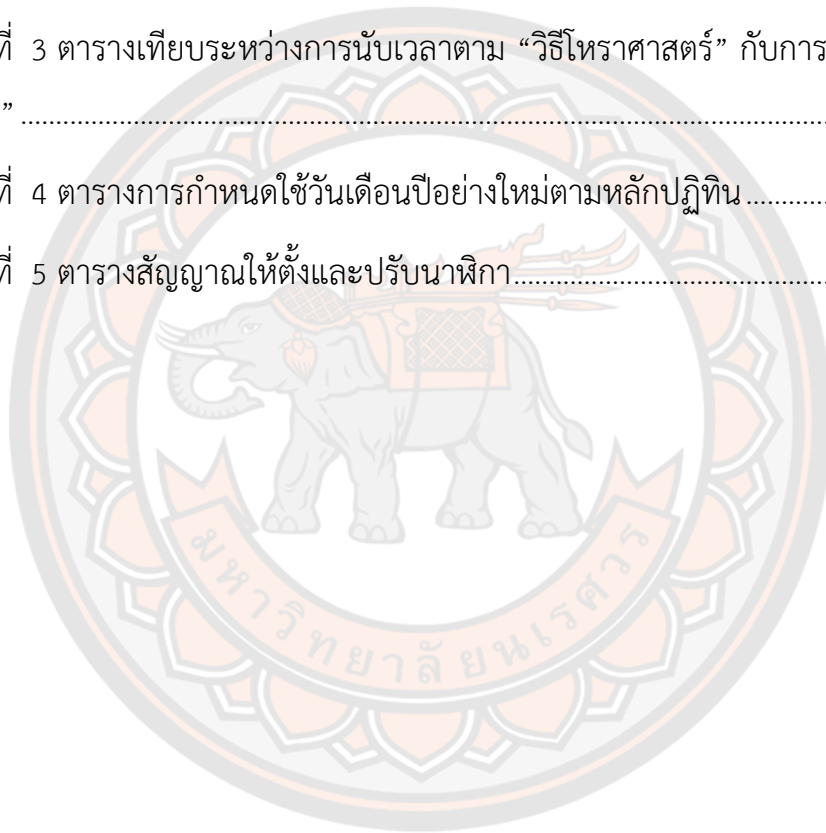 ที่ 3 ตารางเทียบระหว่างการนับเวลาตาม “วิธีโหราศาสตร์” กับการ
” ........................................................................................................
ที่ 4 ตารางการกำหนดใช้วันเดือนปีอย่างใหม่ตามหลักปฏิทิน .............
ที่ 5 ตารางสัญญาณให้ตั้งและปรับนาฬิกา..........................................
มหาวิทยาลัยนเรศวร